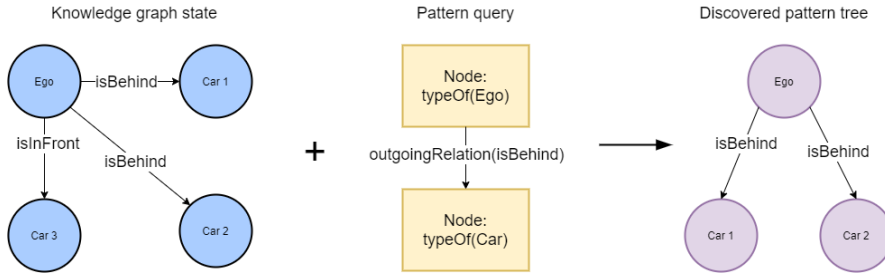 Knowledge graph state
Ego
isBehind
Car 1
isInFront
isBehind
Car 3
Car 2
+
Pattern query
Node:
typeOf(Ego)
outgoingRelation(isBehind)
Node:
typeOf(Car)
Discovered pattern tree
Ego
isBehind
isBehind
Car 1
Car 2